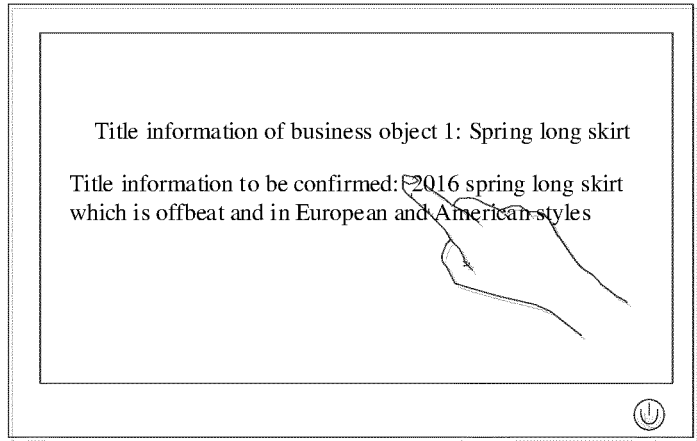 Title information of business object 1: Spring long skirt
Title information to be confirmed: 2016 spring long skirt
which is offbeat and in European and American styles